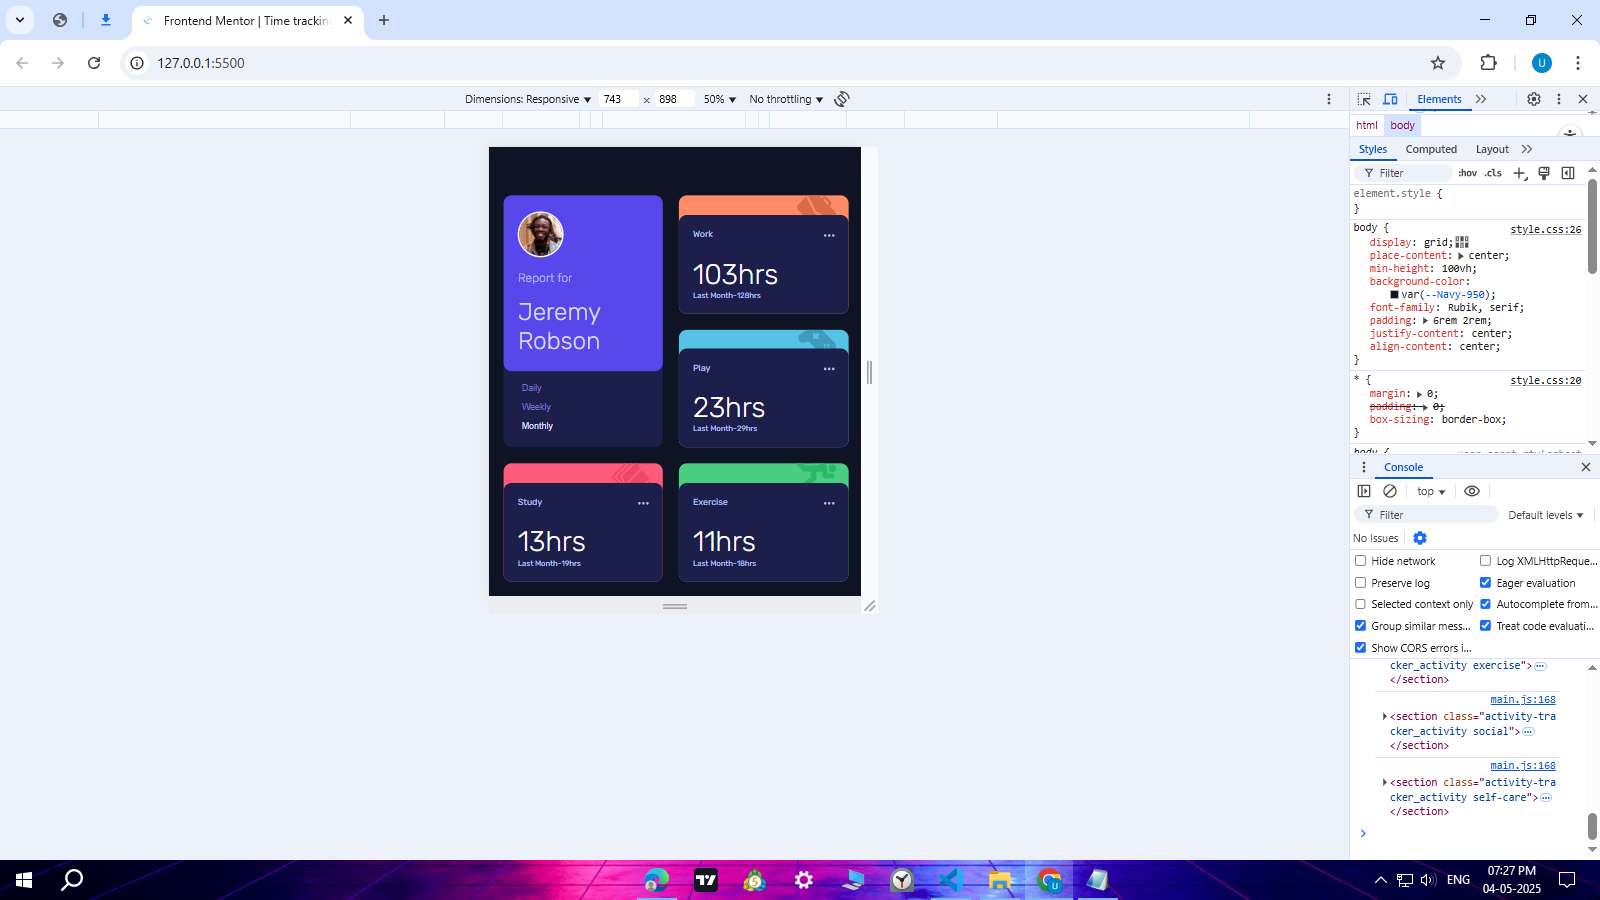 Frontend Mentor | Time trackin
127.0.0.1:5500
U
Dimensions: Responsive
743
×
898
50%
No throttling
Report for
Jeremy
Robson
Daily
Weekly
Monthly
Work
103hrs
Last Month-128hrs
Play
23hrs
Last Month-29hrs
Study
13hrs
Last Month-19hrs
Exercise
11hrs
Last Month-18hrs
Elements
html body
Styles Computed Layout
Filter :hov .cls
element.style {
}
body { style.css:26
display: grid;
place-content: center;
min-height: 100vh;
background-color:
var(--Navy-950);
font-family: Rubik, serif;
padding: 6rem 2rem;
justify-content: center;
align-content: center;
}
* { style.css:20
margin: 0;
padding: 0;
box-sizing: border-box;
}
body {
Console
top
Filter Default levels
No Issues
Hide network Log XMLHttpReque...
Preserve log Eager evaluation
Selected context only Autocomplete from...
Group similar mess... Treat code evaluati...
Show CORS errors i...
cker_activity exercise">
</section>
main.js:168
<section class="activity-tra
cker_activity social">
</section>
main.js:168
<section class="activity-tra
cker_activity self-care">
</section>
ENG
07:27 PM
04-05-2025